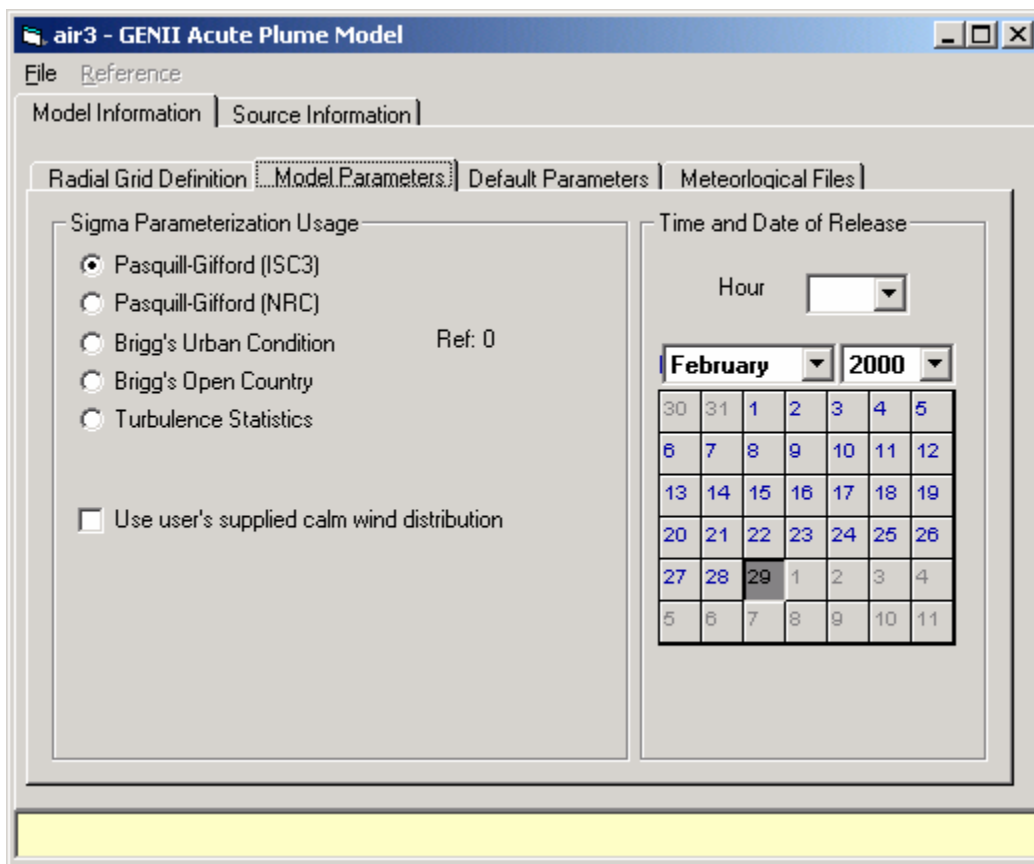 air3 - GENII Acute Plume Model
File Reference
Model Information Source Information
Radial Grid Definition Model Parameters Default Parameters Meteorlogical Files
Sigma Parameterization Usage
Pasquill-Gifford (ISC3)
Pasquill-Gifford (NRC)
Brigg's Urban Condition
Ref: 0
Brigg's Open Country
Turbulence Statistics
Use user's supplied calm wind distribution
Time and Date of Release
Hour
February 2000
30 31 1 2 3 4 5
6 7 8 9 10 11 12
13 14 15 16 17 18 19
20 21 22 23 24 25 26
27 28 29 1 2 3 4
5 6 7 8 9 10 11